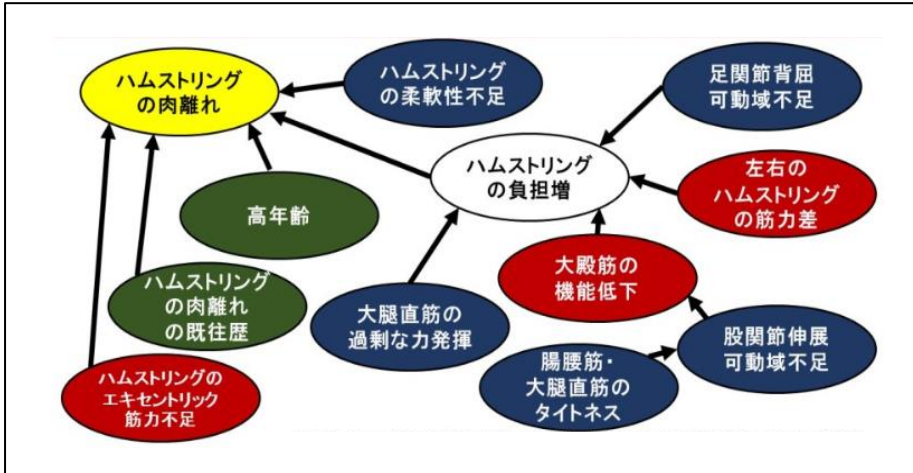 ハムストリング
の肉離れ
ハムストリング
の柔軟性不足
足関節背屈
可動域不足
ハムストリング
の負担増
左右の
ハムストリング
の筋力差
高年齢
大殿筋の
機能低下
ハムストリング
の肉離れ
の既往歴
大腿直筋の
過剰な力発揮
股関節伸展
可動域不足
腸腰筋・
大腿直筋の
タイトネス
ハムストリングの
エキセントリック
筋力不足